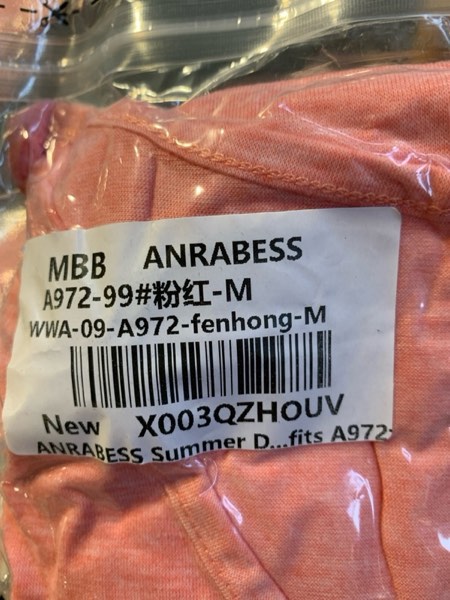 MBB ANRABESS
A972-99#粉红-M
WWA-09-A972-fenhong-M
New X003QZHOUV
ANRABESS Summer D...fits A972